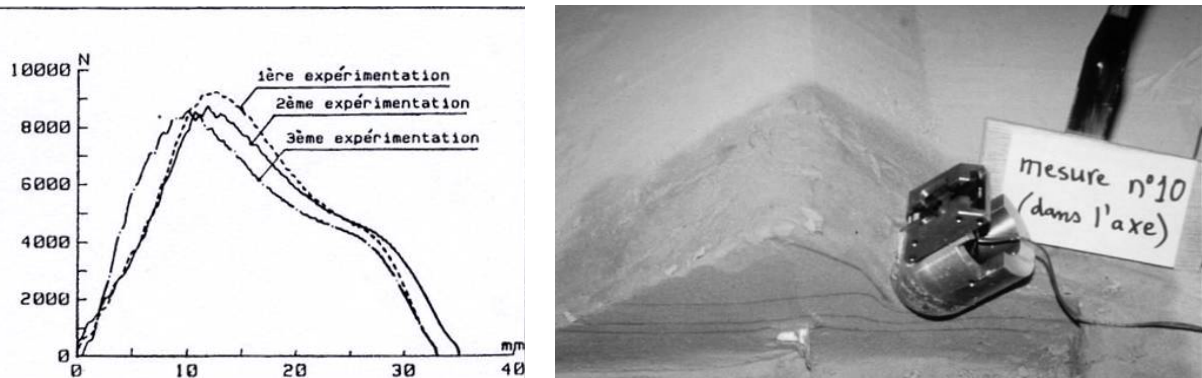 N
10000
8000
6000
4000
2000
0
1ère expérimentation
2ème expérimentation
3ème expérimentation
0
10
20
30
40
mm
mesure n°10
(dans l'axe)